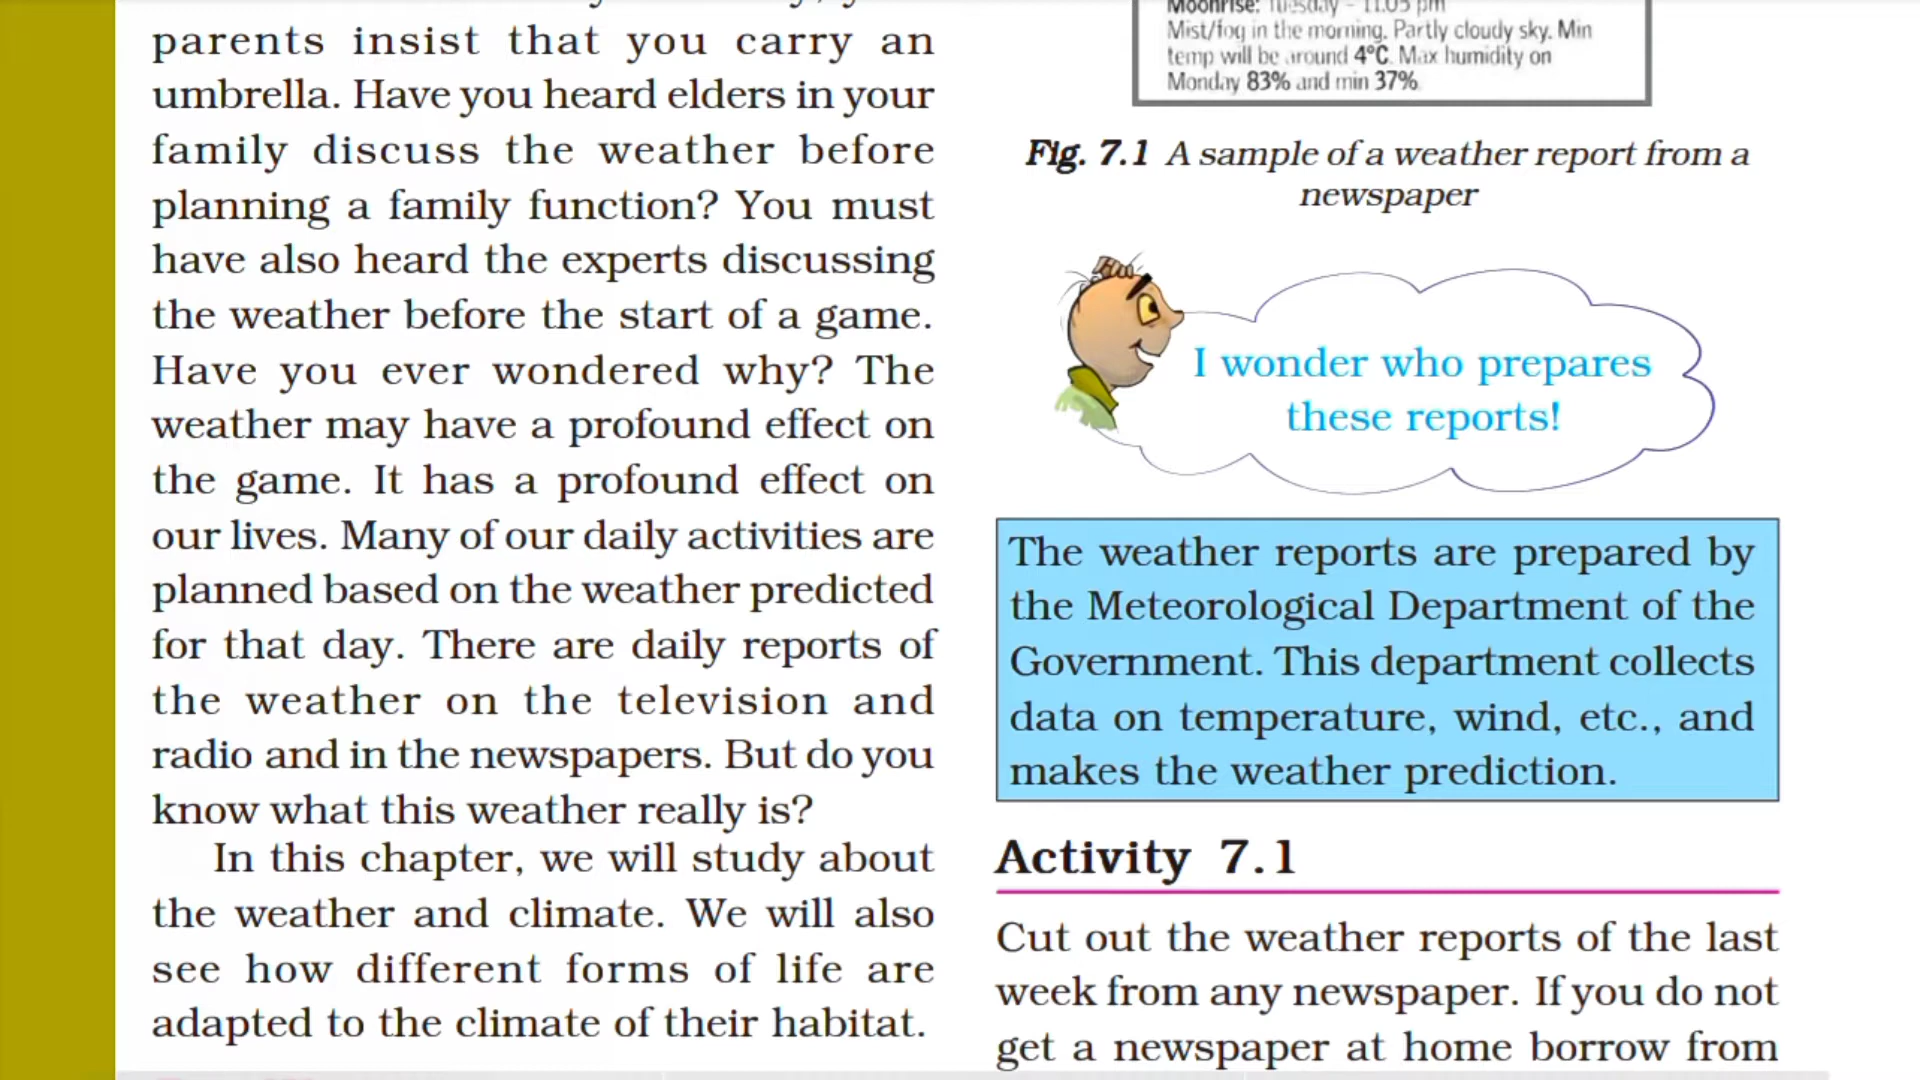 parents insist that you carry an
umbrella. Have you heard elders in your
family discuss the weather before
planning a family function? You must
have also heard the experts discussing
the weather before the start of a game.
Have you ever wondered why? The
weather may have a profound effect on
the game. It has a profound effect on
our lives. Many of our daily activities are
planned based on the weather predicted
for that day. There are daily reports of
the weather on the television and
radio and in the newspapers. But do you
know what this weather really is?
In this chapter, we will study about
the weather and climate. We will also
see how different forms of life are
adapted to the climate of their habitat.
Moonrise: Tuesday - 11.05 pm
Mist/fog in the morning. Partly cloudy sky. Min
temp will be around 4°C. Max humidity on
Monday 83% and min 37%.
Fig. 7.1 A sample of a weather report from a
newspaper
I wonder who prepares
these reports!
The weather reports are prepared by
the Meteorological Department of the
Government. This department collects
data on temperature, wind, etc., and
makes the weather prediction.
Activity 7.1
Cut out the weather reports of the last
week from any newspaper. If you do not
get a newspaper at home borrow from